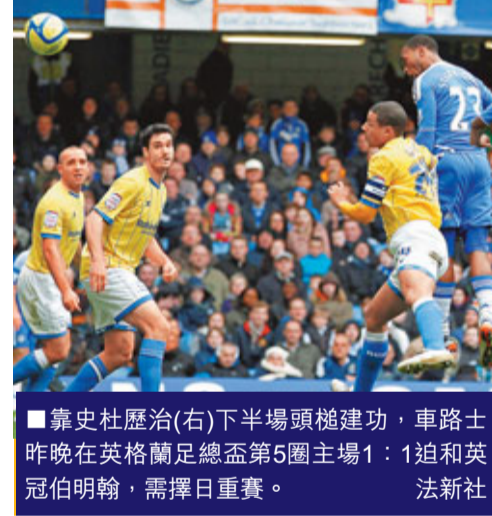 23
■靠史杜歷治(右)下半場頭槌建功，車路士
昨晚在英格蘭足總盃第5圈主場1：1迫和英
冠伯明翰，需擇日重賽。 法新社